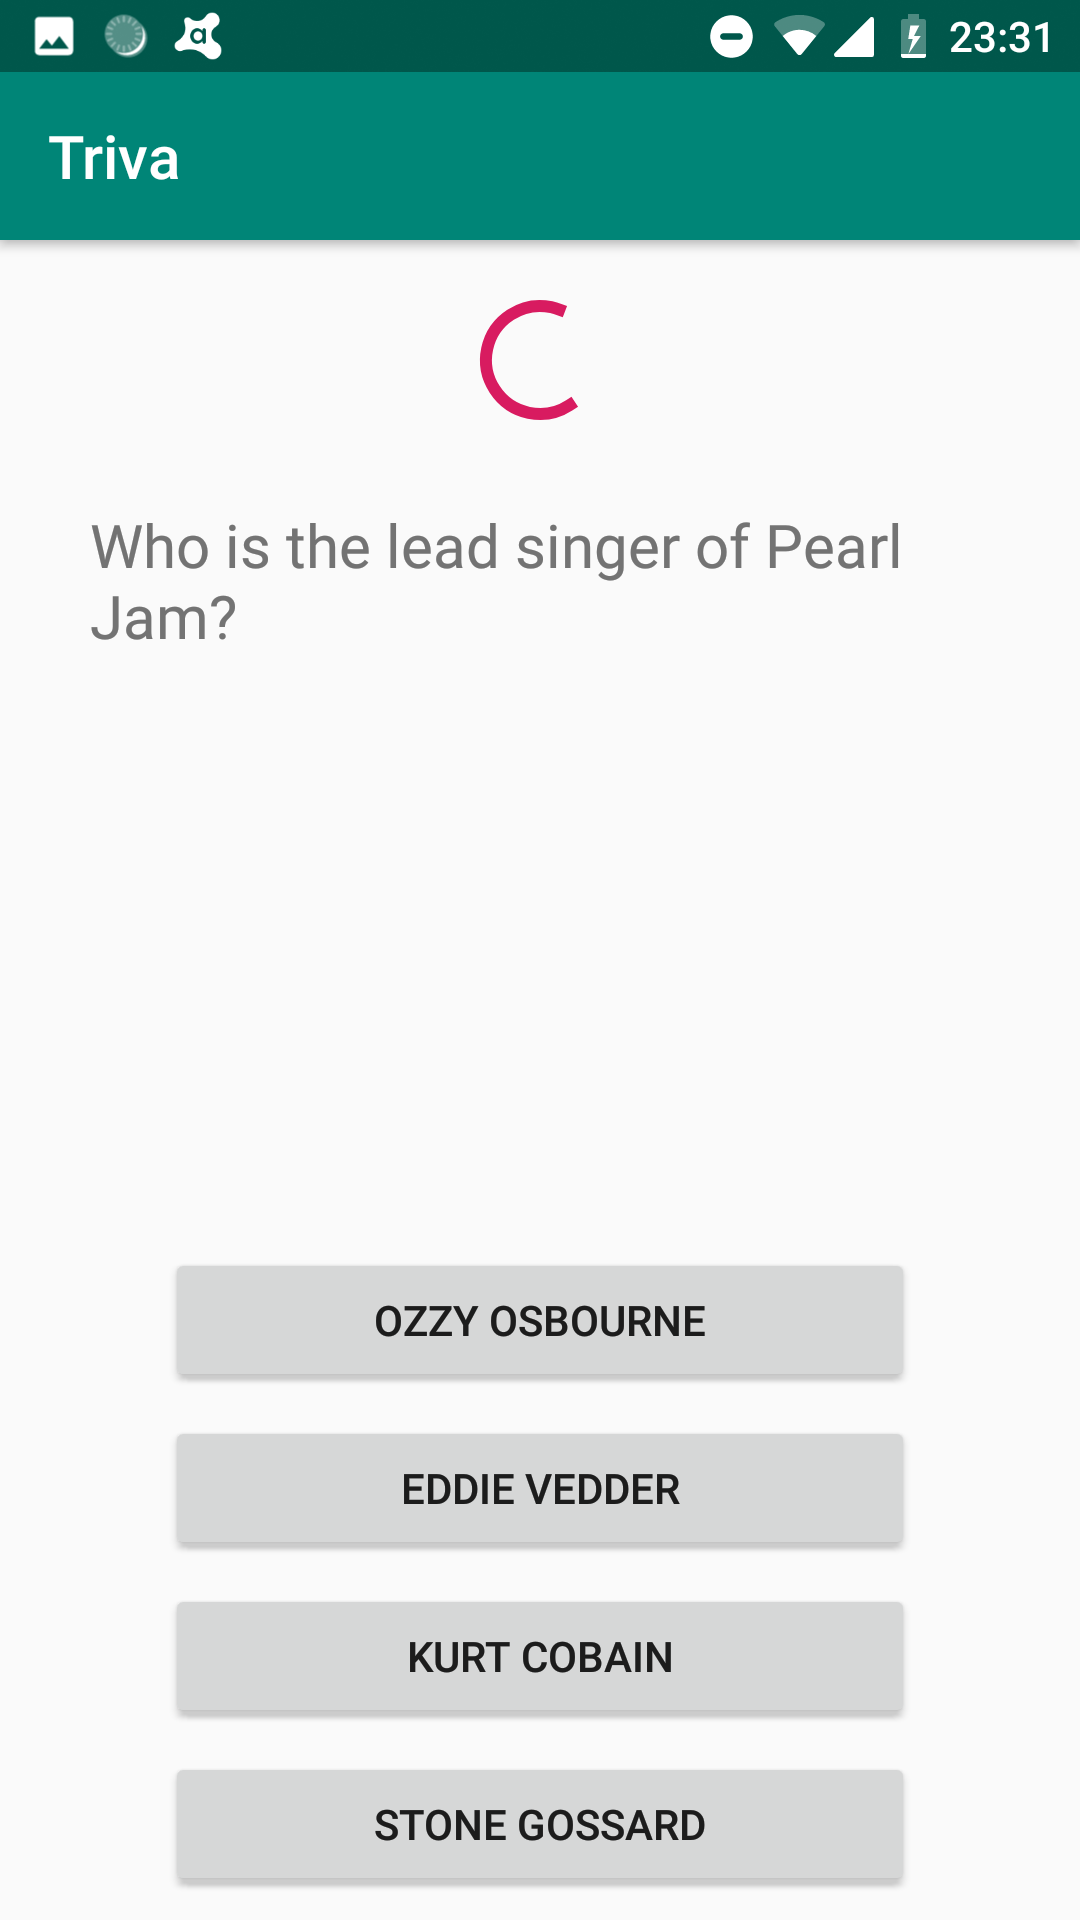 23:31
Triva
Who is the lead singer of Pearl
Jam?
OZZY OSBOURNE
EDDIE VEDDER
KURT COBAIN
STONE GOSSARD